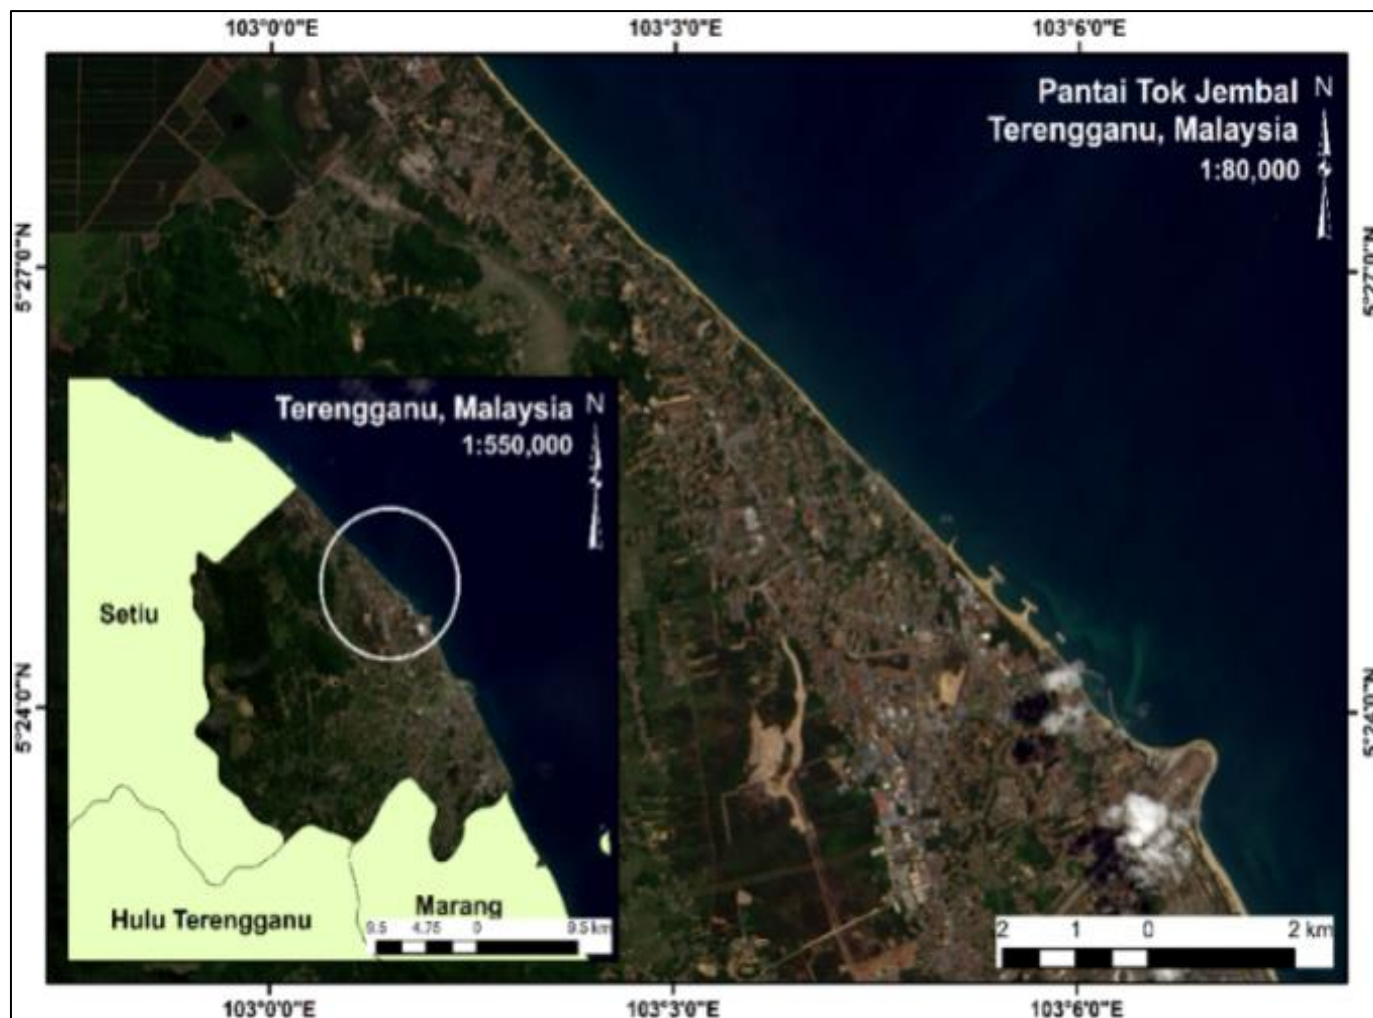 103°0'0"E
103°3'0"E
103°6'0"E
Pantai Tok Jembal
Terengganu, Malaysia
1:80,000
N
5°27'0"N
5°27'0"N
Terengganu, Malaysia
1:550,000
N
Setiu
5°24'0"N
5°24'0"N
Hulu Terengganu
Marang
9.5 4.75 0 9.5 km
2 1 0 2 km
103°0'0"E
103°3'0"E
103°6'0"E